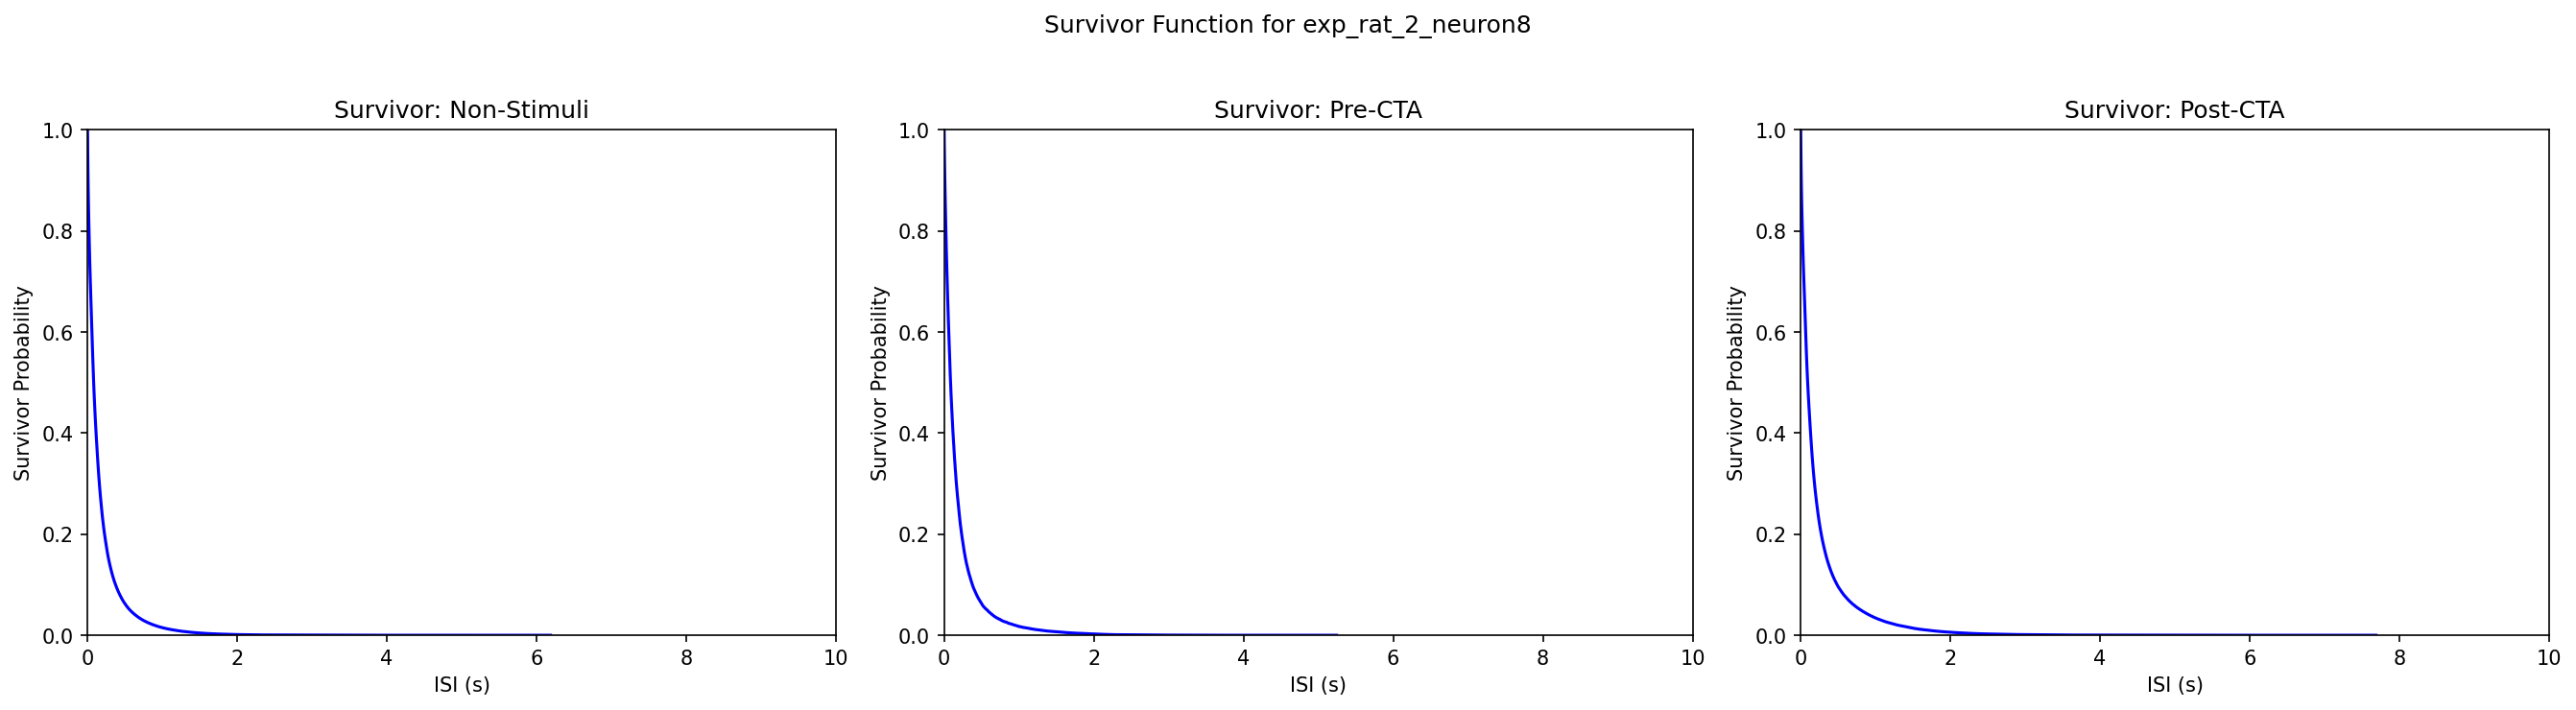 Survivor Function for exp_rat_2_neuron8
Survivor: Non-Stimuli
Survivor Probability
1.0
0.8
0.6
0.4
0.2
0.0
0 2 4 6 8 10
ISI (s)
Survivor: Pre-CTA
Survivor Probability
1.0
0.8
0.6
0.4
0.2
0.0
0 2 4 6 8 10
ISI (s)
Survivor: Post-CTA
Survivor Probability
1.0
0.8
0.6
0.4
0.2
0.0
0 2 4 6 8 10
ISI (s)